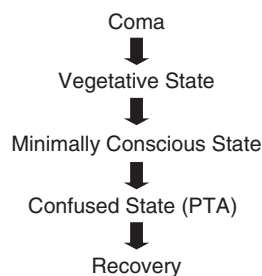 Coma
Vegetative State
Minimally Conscious State
Confused State (PTA)
Recovery